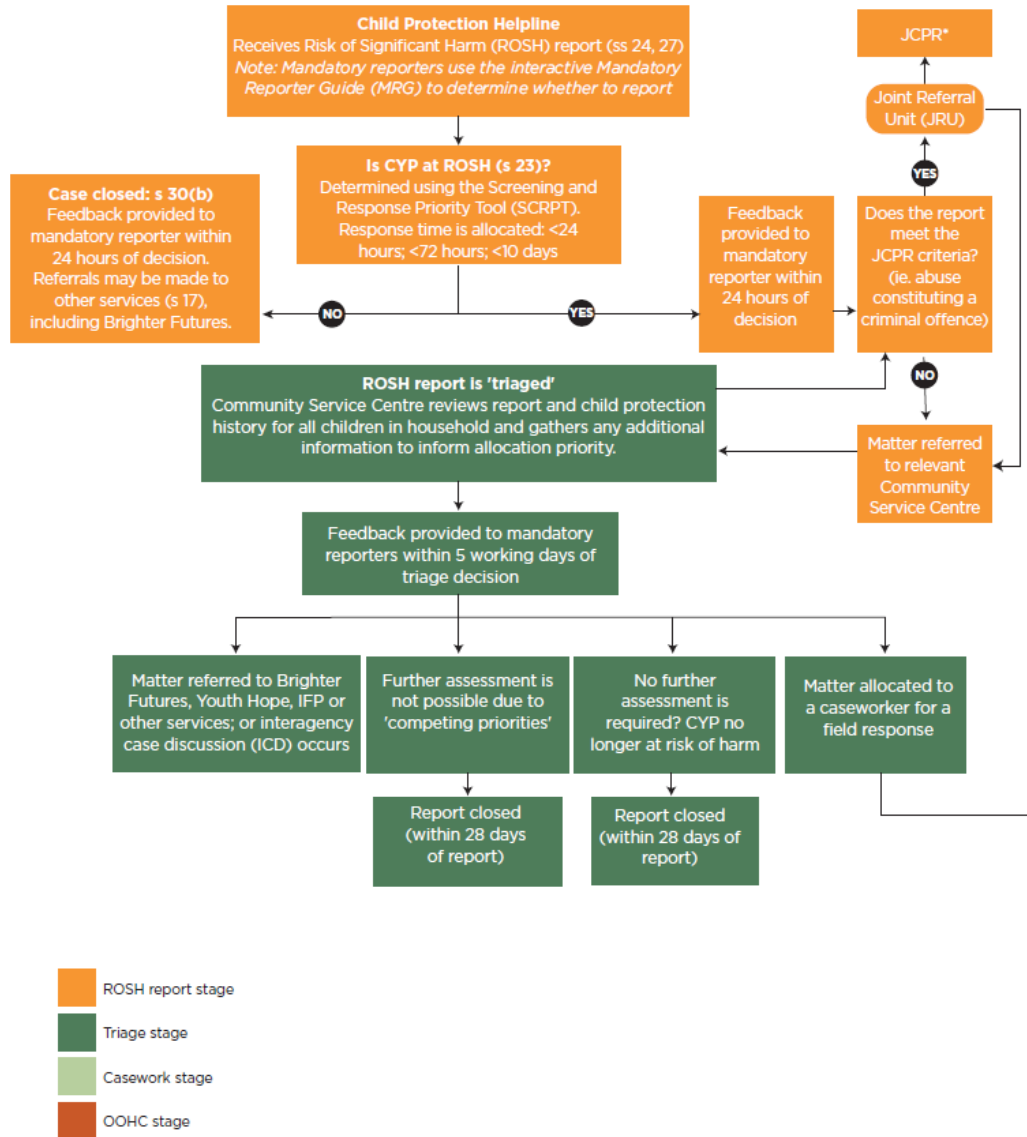 Child Protection Helpline
Receives Risk of Significant Harm (ROSH) report (ss 24, 27)
Note: Mandatory reporters use the interactive Mandatory
Reporter Guide (MRG) to determine whether to report
JCPR*
Joint Referral
Unit (JRU)
YES
Is CYP at ROSH (s 23)?
Determined using the Screening and
Response Priority Tool (SCRPT).
Response time is allocated: <24
hours; <72 hours; <10 days
Case closed: s 30(b)
Feedback provided to
mandatory reporter within
24 hours of decision.
Referrals may be made to
other services (s 17),
including Brighter Futures.
NO
YES
Feedback
provided to
mandatory
reporter within
24 hours of
decision
Does the report
meet the
JCPR criteria?
(ie. abuse
constituting a
criminal offence)
NO
ROSH report is 'triaged'
Community Service Centre reviews report and child protection
history for all children in household and gathers any additional
information to inform allocation priority.
Matter referred
to relevant
Community
Service Centre
Feedback provided to mandatory
reporters within 5 working days of
triage decision
Matter referred to Brighter
Futures, Youth Hope, IFP or
other services; or interagency
case discussion (ICD) occurs
Further assessment is
not possible due to
'competing priorities'
No further
assessment is
required? CYP no
longer at risk of harm
Matter allocated to
a caseworker for a
field response
Report closed
(within 28 days
of report)
Report closed
(within 28 days of
report)
ROSH report stage
Triage stage
Casework stage
OOHC stage